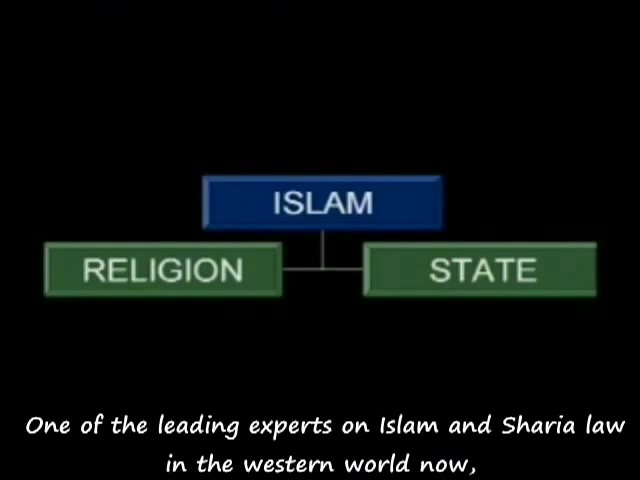 ISLAM
RELIGION STATE
One of the leading experts on Islam and Sharia law
in the western world now,